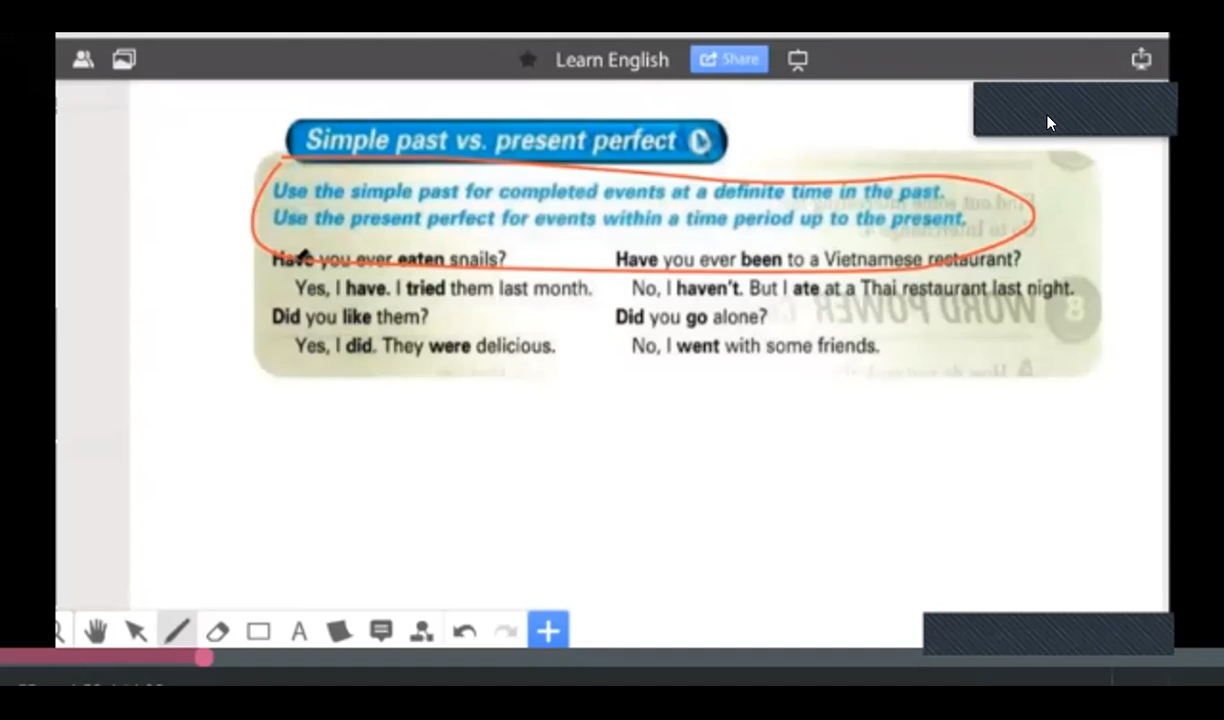 Learn English
Share
Simple past vs. present perfect
Use the simple past for completed events at a definite time in the past.
Use the present perfect for events within a time period up to the present.
Have you ever eaten snails?
Yes, I have. I tried them last month.
Did you like them?
Yes, I did. They were delicious.
Have you ever been to a Vietnamese restaurant?
No, I haven't. But I ate at a Thai restaurant last night.
Did you go alone?
No, I went with some friends.
WORD POWER
8
A